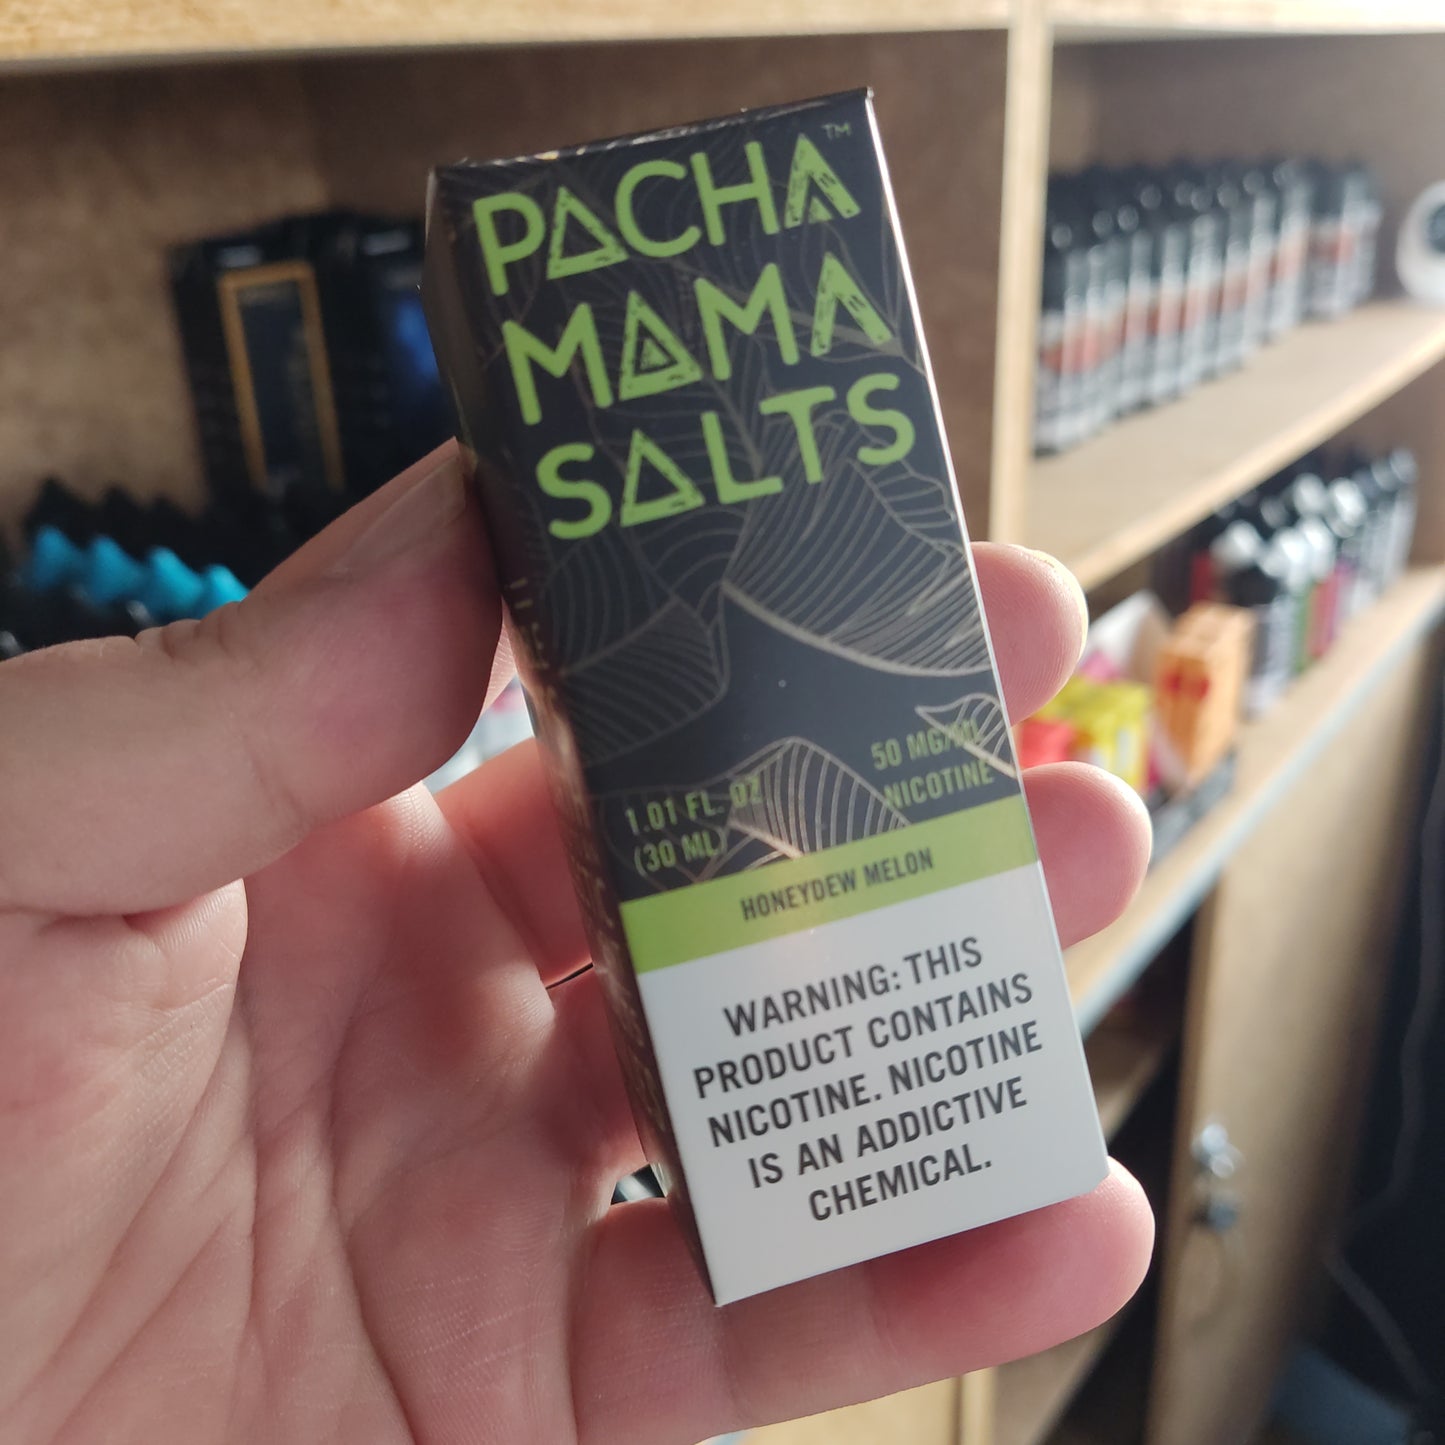 PACHA™
MAMA
SALTS
50 MG/ML
NICOTINE
1.01 FL. OZ
(30 ML)
HONEYDEW MELON
WARNING: THIS
PRODUCT CONTAINS
NICOTINE. NICOTINE
IS AN ADDICTIVE
CHEMICAL.